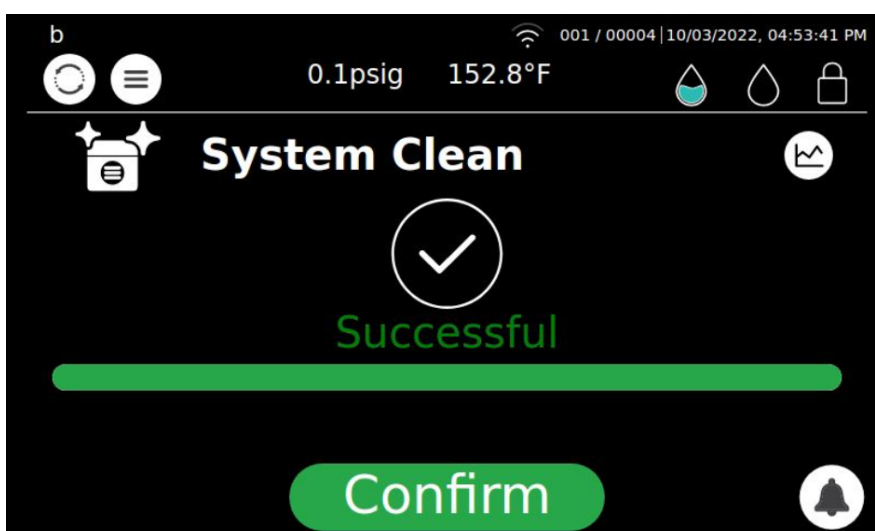 b
001 / 00004 | 10/03/2022, 04:53:41 PM
0.1psig 152.8°F
System Clean
Successful
Confirm